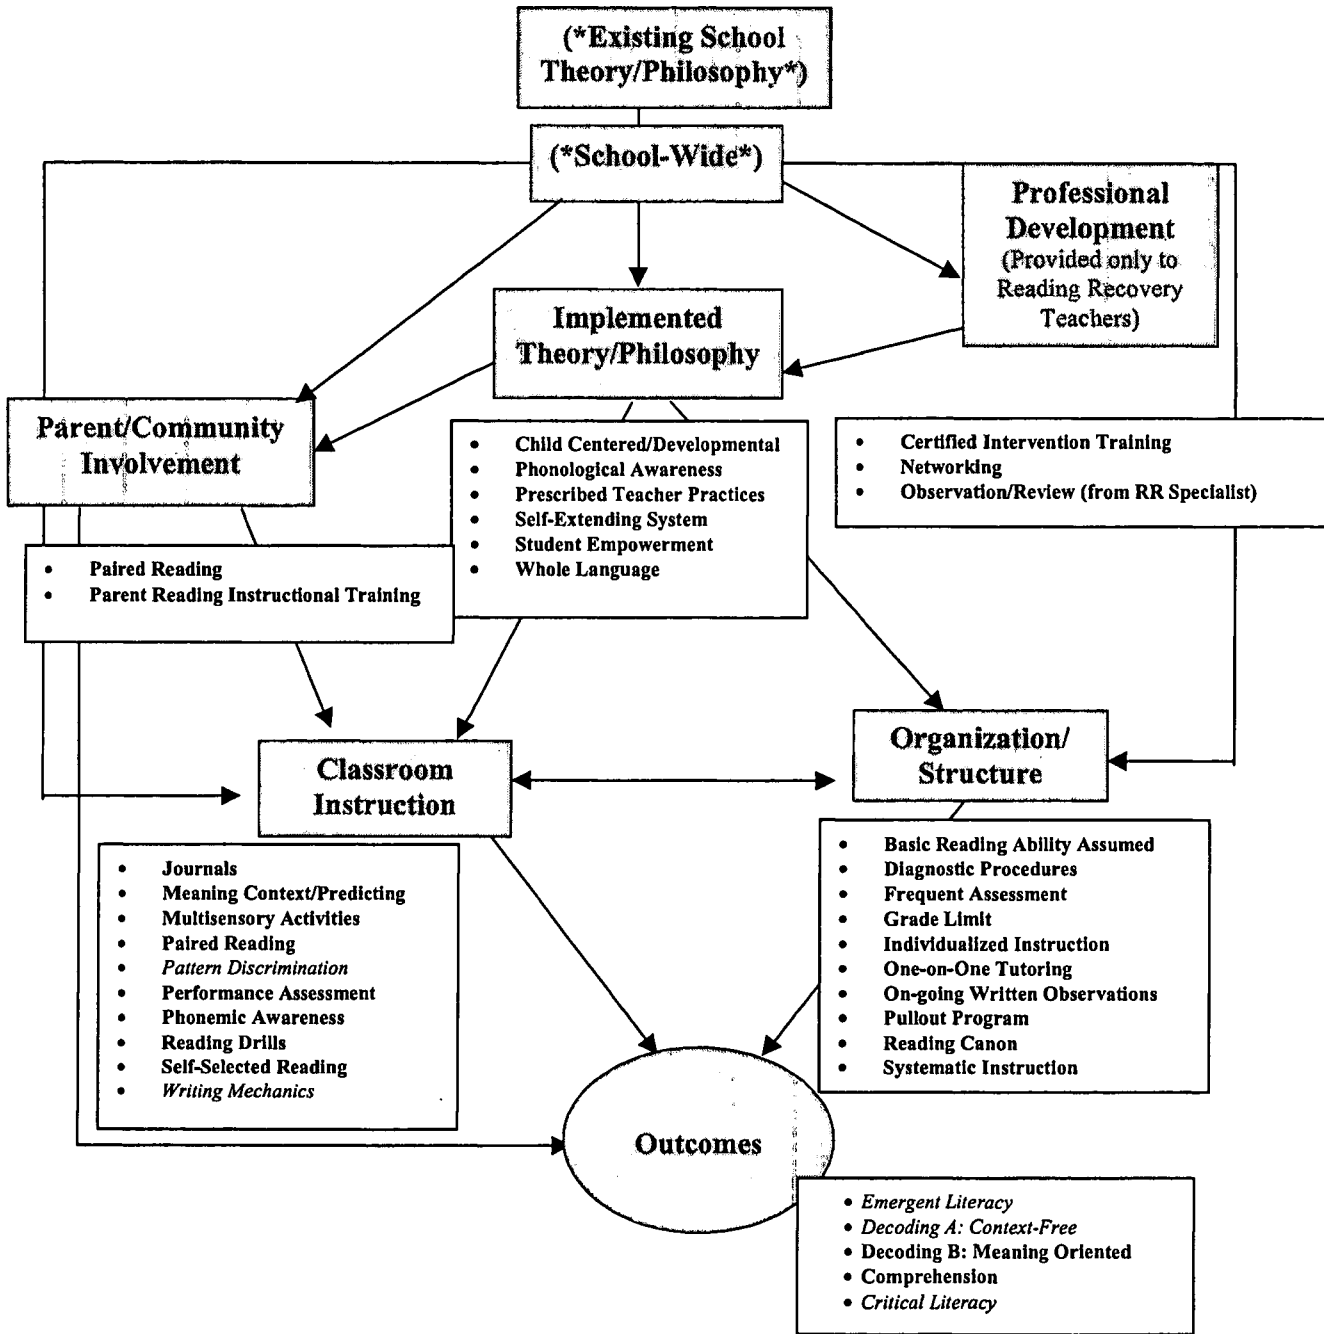 (*Existing School
Theory/Philosophy*)
(*School-Wide*)
Professional
Development
(Provided only to
Reading Recovery
Teachers)
Implemented
Theory/Philosophy
Parent/Community
Involvement
• Child Centered/Developmental
• Phonological Awareness
• Prescribed Teacher Practices
• Self-Extending System
• Student Empowerment
• Whole Language
• Certified Intervention Training
• Networking
• Observation/Review (from RR Specialist)
• Paired Reading
• Parent Reading Instructional Training
Classroom
Instruction
Organization/
Structure
• Journals
• Meaning Context/Predicting
• Multisensory Activities
• Paired Reading
• Pattern Discrimination
• Performance Assessment
• Phonemic Awareness
• Reading Drills
• Self-Selected Reading
• Writing Mechanics
• Basic Reading Ability Assumed
• Diagnostic Procedures
• Frequent Assessment
• Grade Limit
• Individualized Instruction
• One-on-One Tutoring
• On-going Written Observations
• Pullout Program
• Reading Canon
• Systematic Instruction
Outcomes
• Emergent Literacy
• Decoding A: Context-Free
• Decoding B: Meaning Oriented
• Comprehension
• Critical Literacy